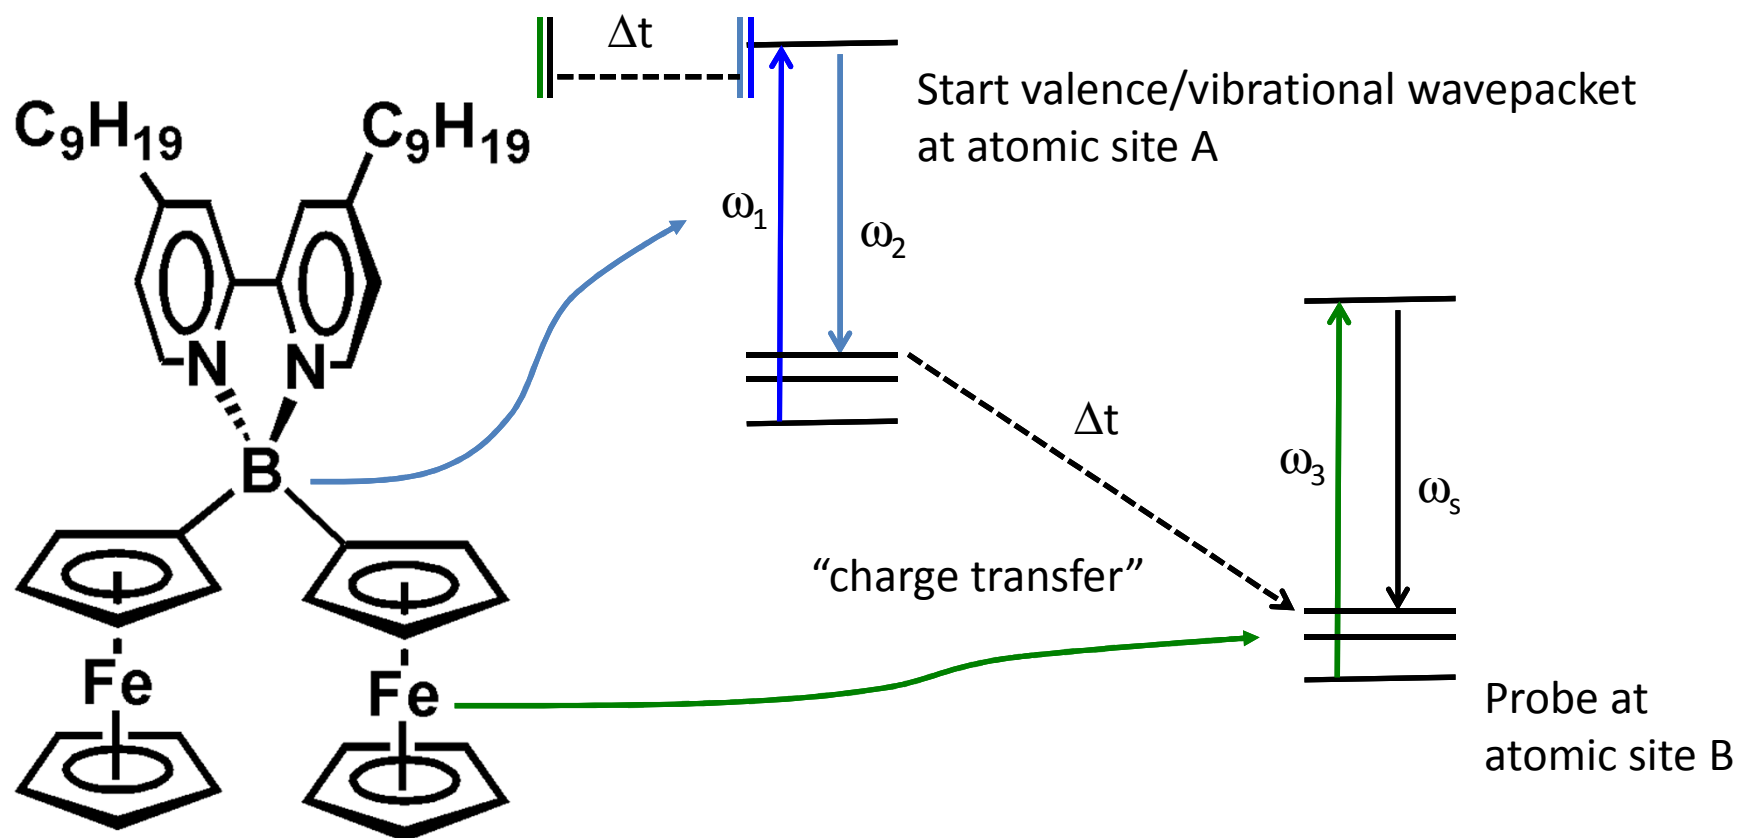 Δt
Start valence/vibrational wavepacket
at atomic site A
C₉H₁₉
C₉H₁₉
ω₁
ω₂
N
N
Δt
B
ω₃
ωₛ
“charge transfer”
Fe
Fe
Probe at
atomic site B